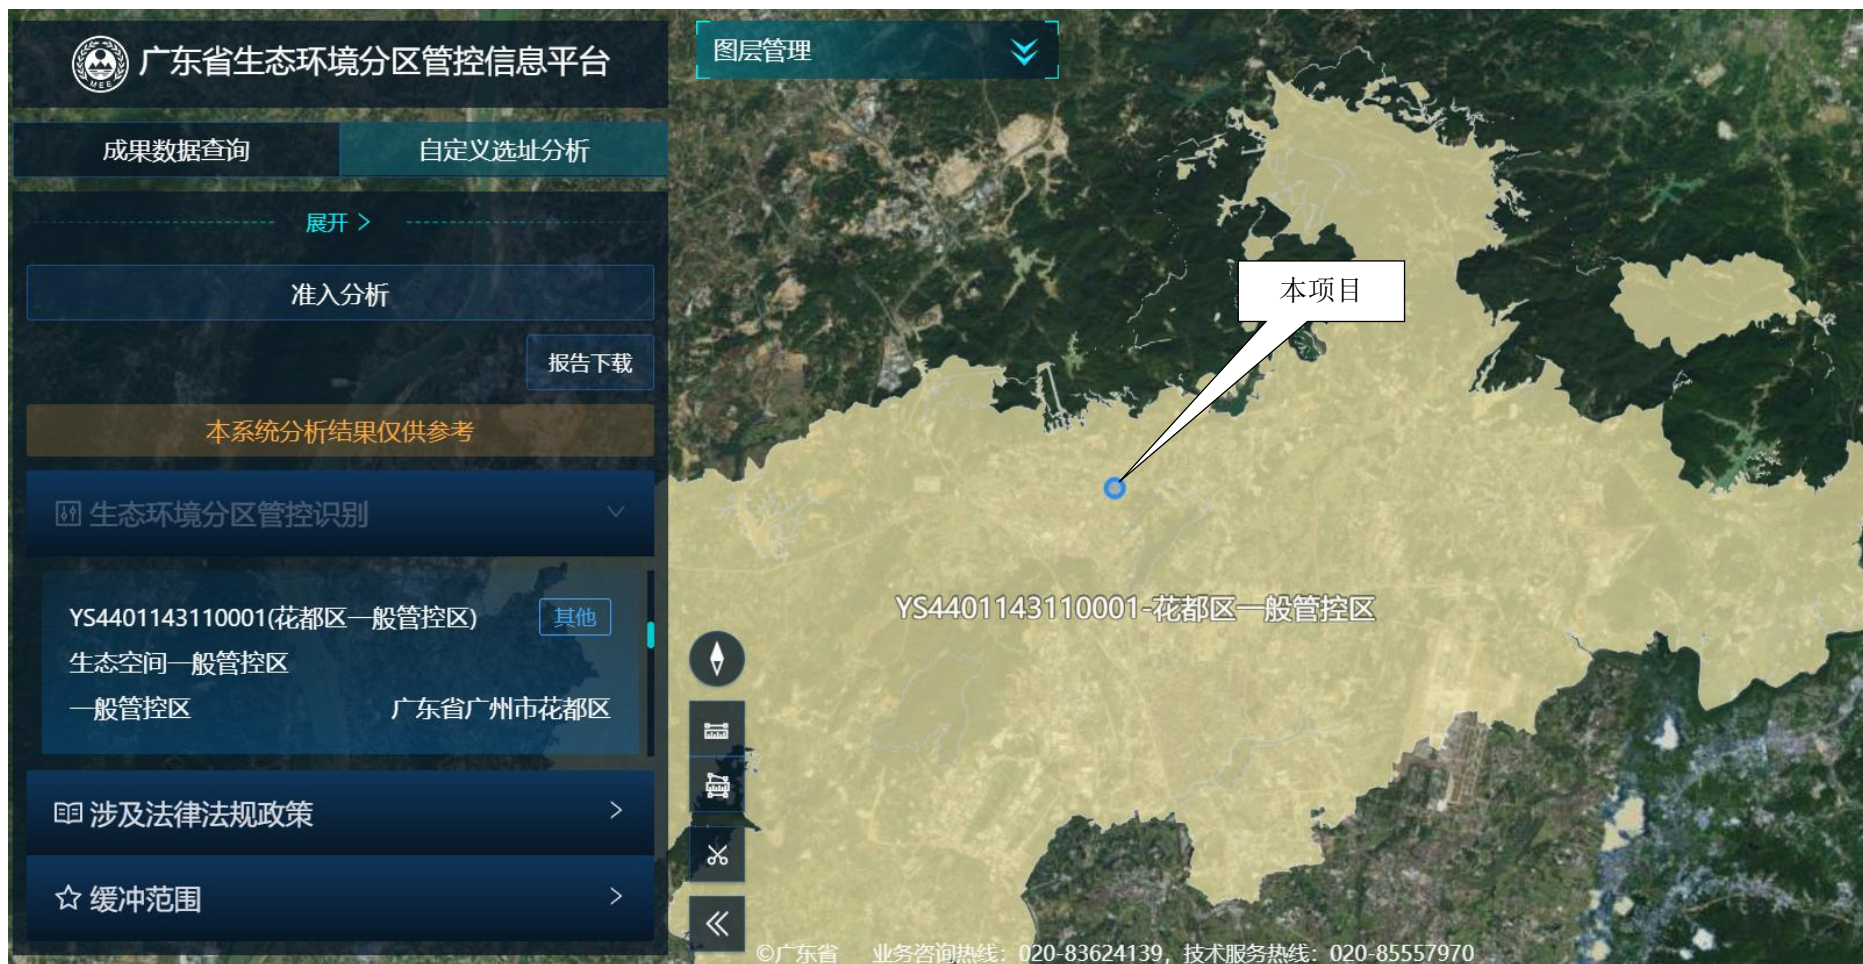 广东省生态环境分区管控信息平台
MEE
图层管理
成果数据查询
自定义选址分析
展开 >
准入分析
报告下载
本系统分析结果仅供参考
生态环境分区管控识别
YS4401143110001(花都区一般管控区)
其他
生态空间一般管控区
一般管控区
广东省广州市花都区
涉及法律法规政策
缓冲范围
本项目
YS4401143110001-花都区一般管控区
©广东省 业务咨询热线：020-83624139，技术服务热线：020-85557970